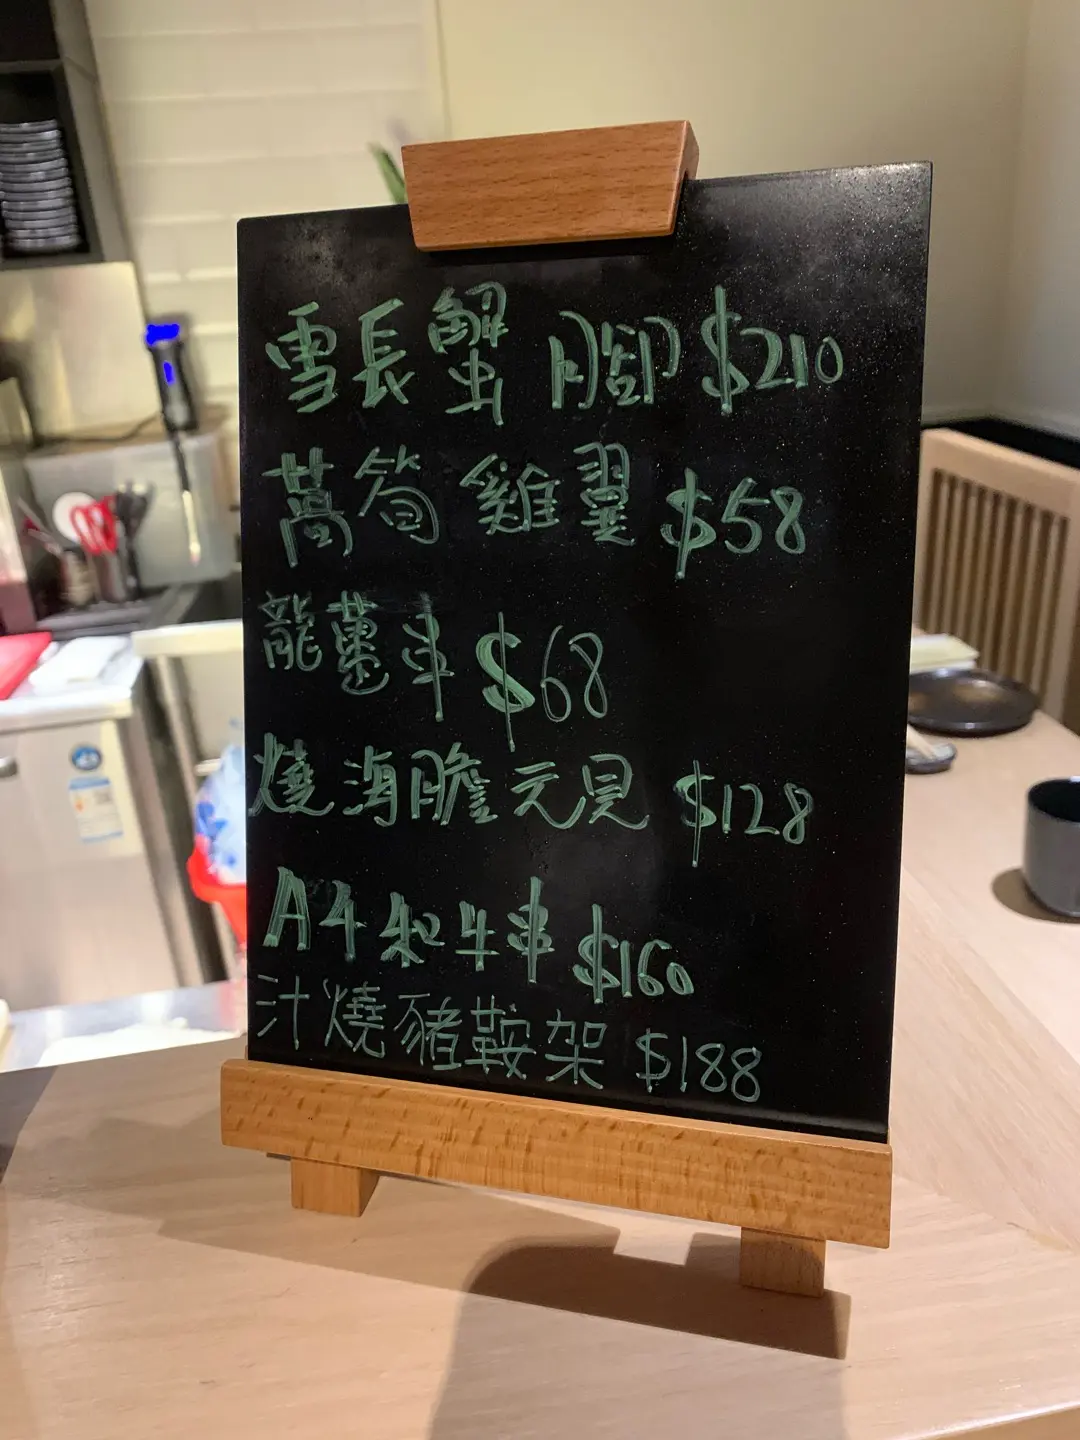 雪長蟹腳 $210
萵筍雞翼 $58
龍躉串 $68
燒海膽元貝 $128
A4和牛串 $160
汁燒豬鞍架 $188